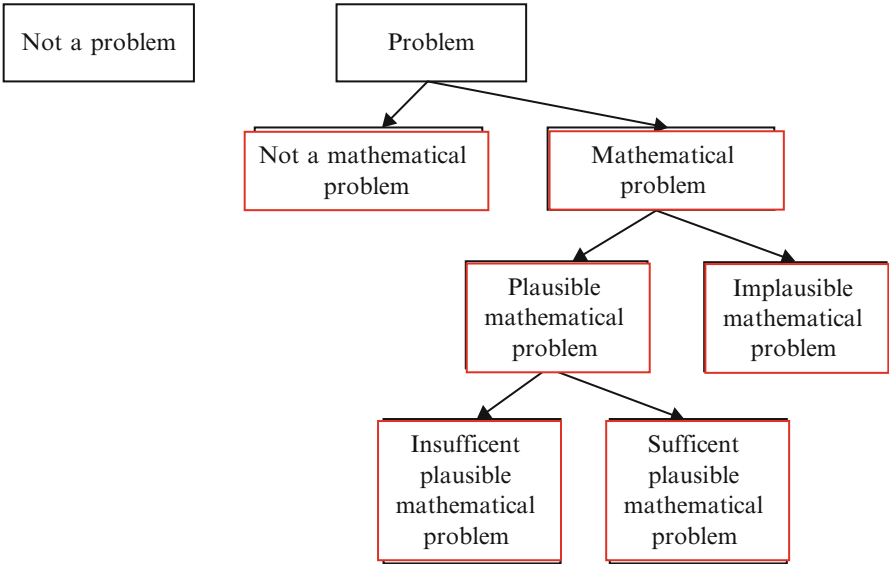 Not a problem
Problem
Not a mathematical
problem
Mathematical
problem
Plausible
mathematical
problem
Implausible
mathematical
problem
Insufficent
plausible
mathematical
problem
Sufficent
plausible
mathematical
problem